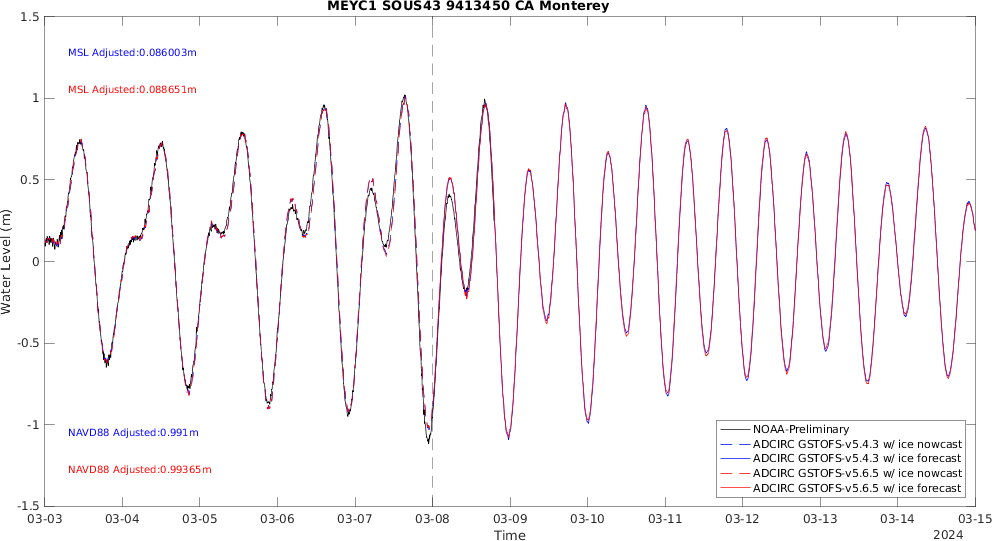 MEYC1 SOUS43 9413450 CA Monterey
1.5
1
0.5
0
-0.5
-1
-1.5
Water Level (m)
MSL Adjusted:0.086003m
MSL Adjusted:0.088651m
NAVD88 Adjusted:0.991m
NAVD88 Adjusted:0.99365m
NOAA-Preliminary
ADCIRC GSTOFS-v5.4.3 w/ ice nowcast
ADCIRC GSTOFS-v5.4.3 w/ ice forecast
ADCIRC GSTOFS-v5.6.5 w/ ice nowcast
ADCIRC GSTOFS-v5.6.5 w/ ice forecast
03-03 03-04 03-05 03-06 03-07 03-08 03-09 03-10 03-11 03-12 03-13 03-14 03-15
Time
2024